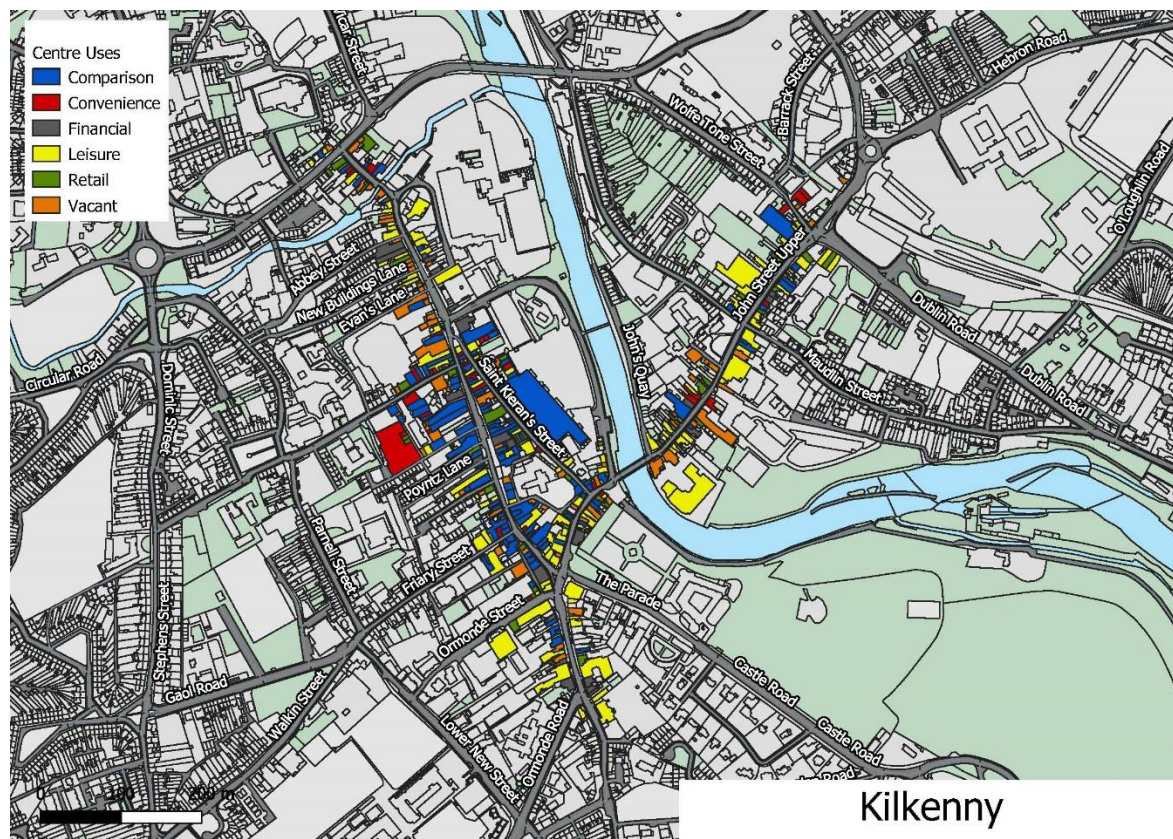 Centre Uses
Comparison
Convenience
Financial
Leisure
Retail
Vacant
Vicar Street
Wolfe Tone Street
Barrack Street
Hebron Road
O'Loughlin Road
Abbey Street
New Buildings Lane
Evan's Lane
Circular Road
Dominic Street
Saint Kieran's Street
John's Quay
John Street Upper
Dublin Road
Maudlin Street
Dublin Road
Poyntz Lane
Parnell Street
Friary Street
The Parade
Ormonde Street
Stephens Street
Gaol Road
Walkin Street
Lower New Street
Ormonde Road
Castle Road
Castle Road
Road
0 100 200 m
Kilkenny